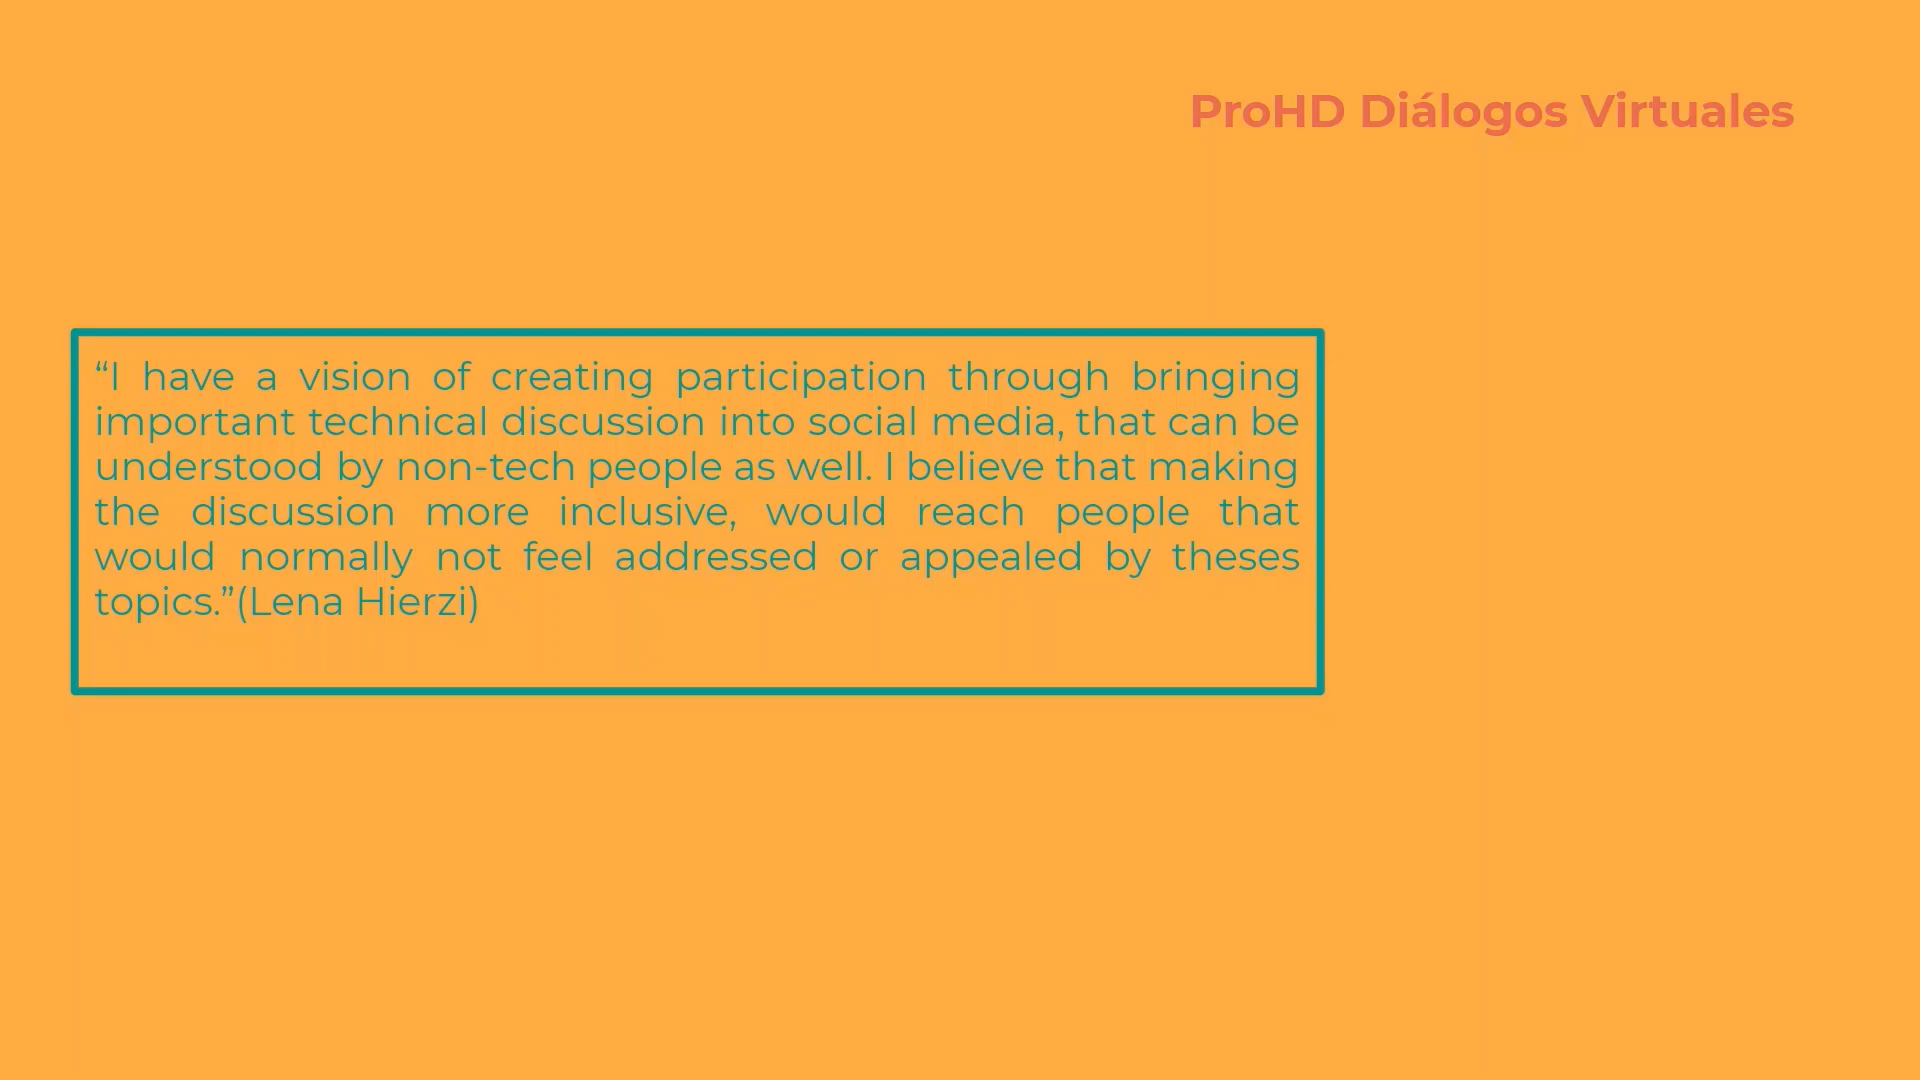 ProHD Diálogos Virtuales
“I have a vision of creating participation through bringing
important technical discussion into social media, that can be
understood by non-tech people as well. I believe that making
the discussion more inclusive, would reach people that
would normally not feel addressed or appealed by theses
topics.”(Lena Hierzi)